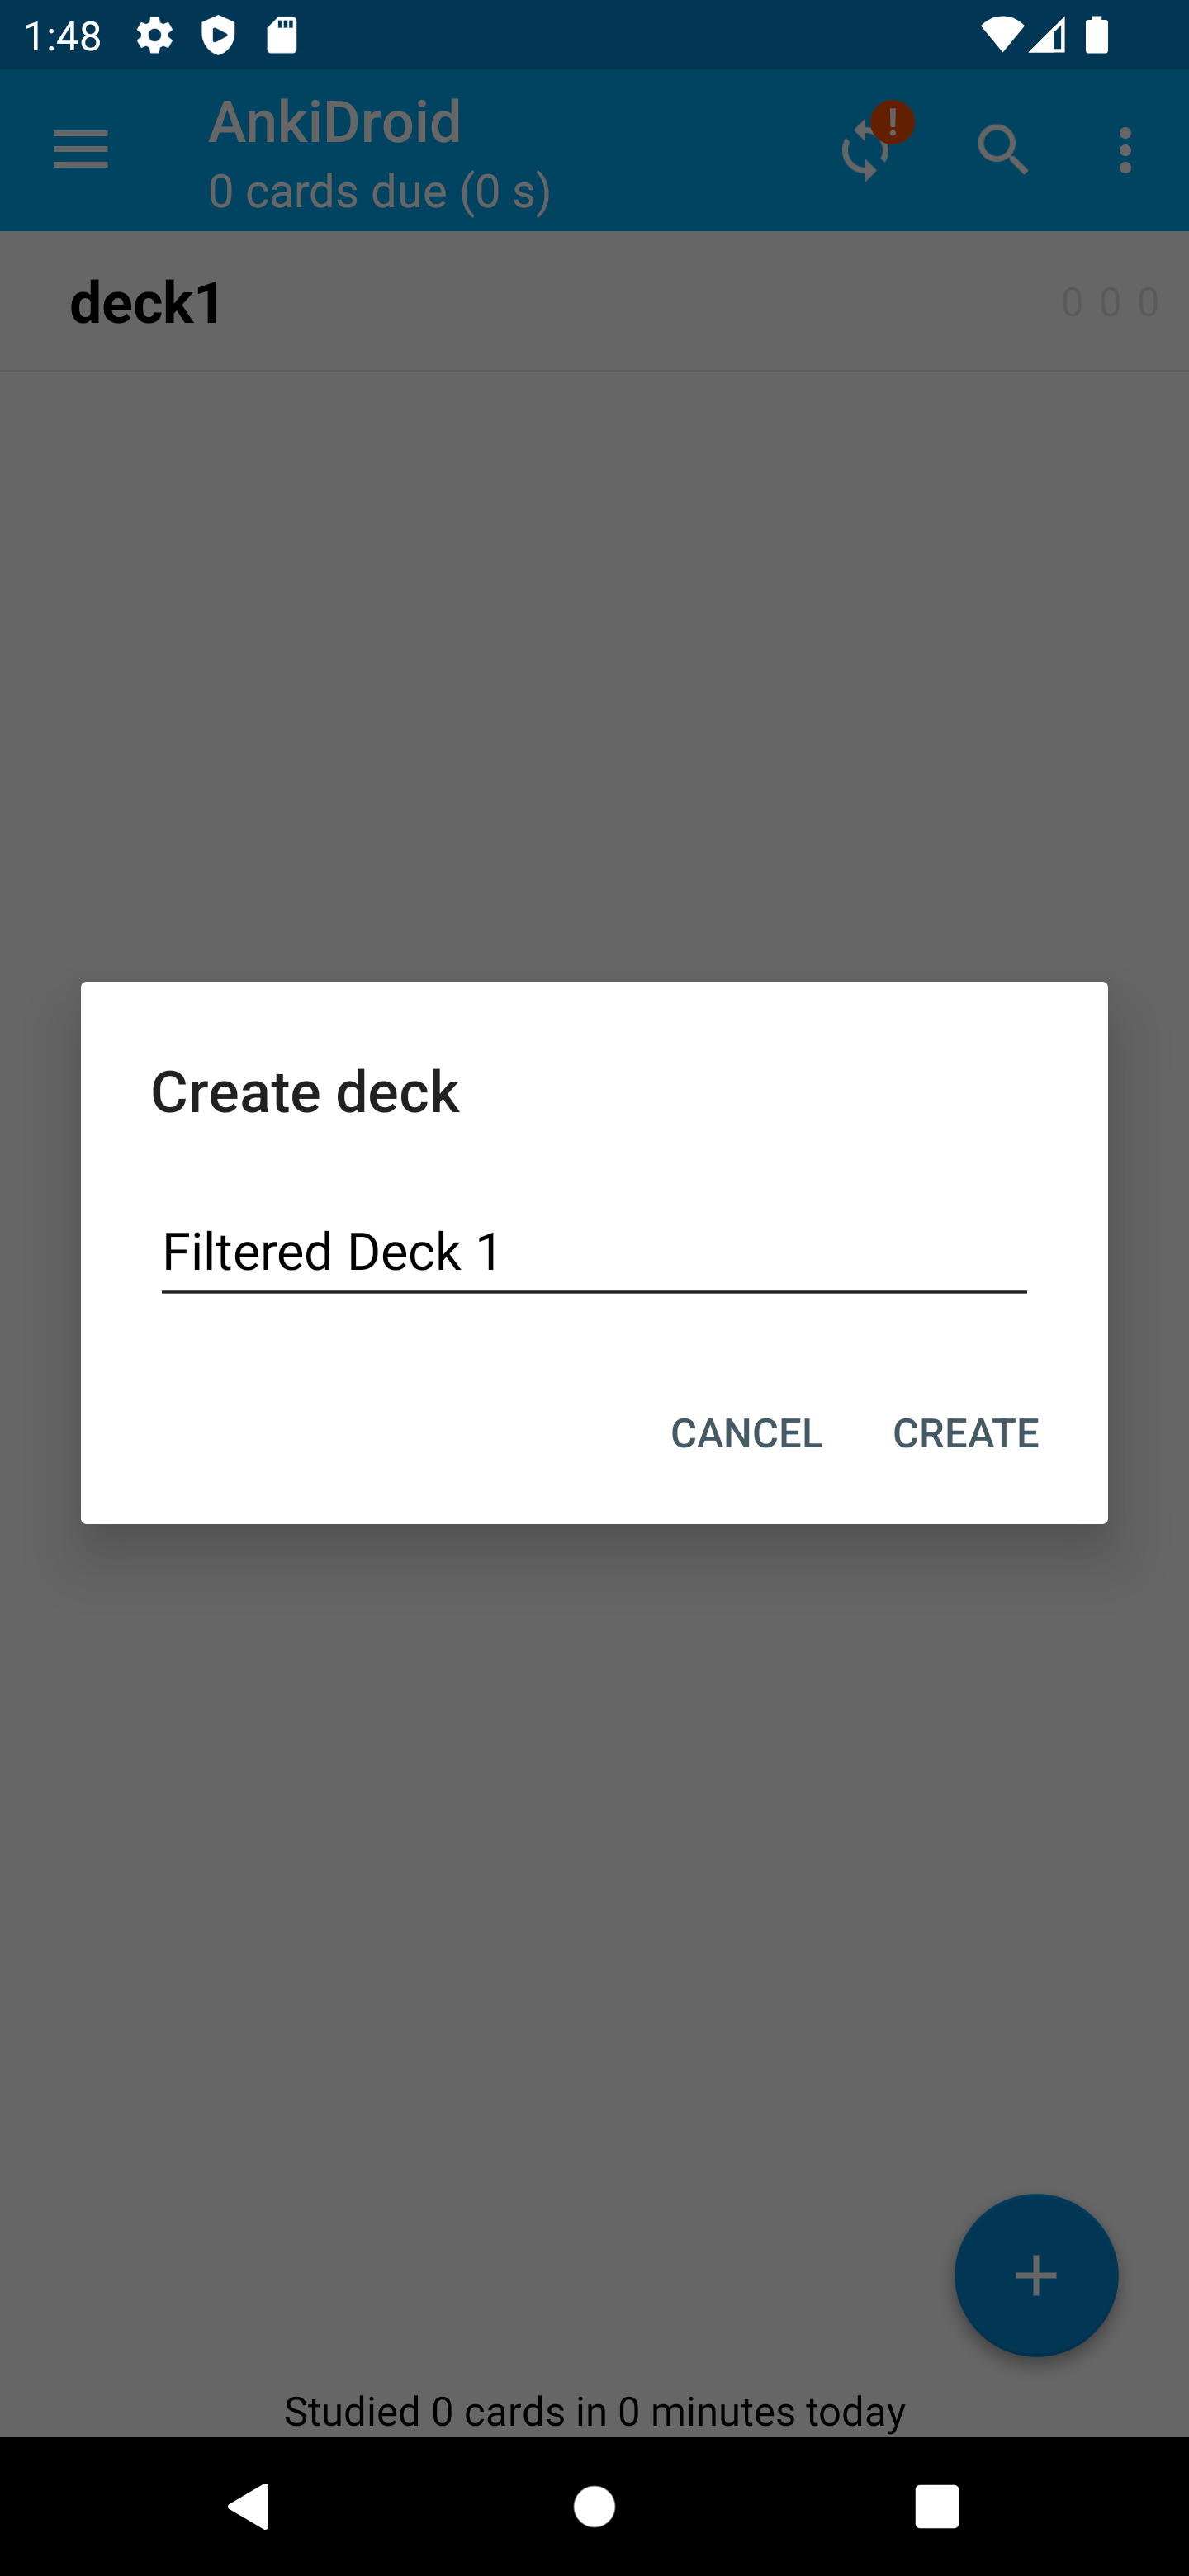 1:48
AnkiDroid
0 cards due (0 s)
!
deck1
0 0 0
Create deck
Filtered Deck 1
CANCEL CREATE
Studied 0 cards in 0 minutes today